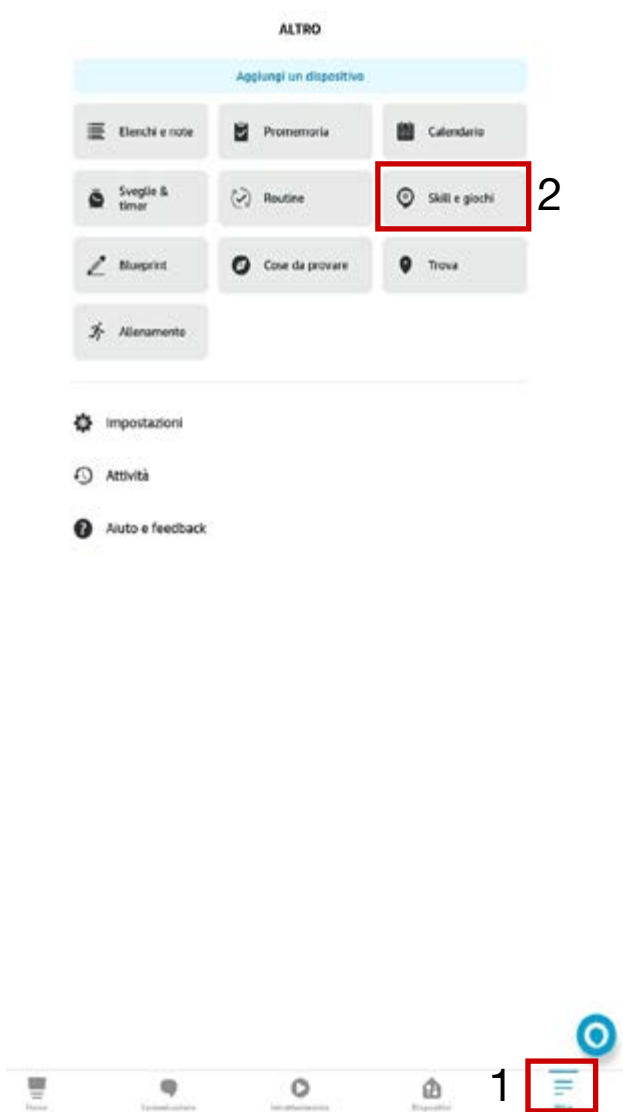 ALTRO
Aggiungi un dispositivo
Elenchi e note
Promemoria
Calendario
Sveglie &
timer
Routine
Skill e giochi
2
Blueprint
Cose da provare
Trova
Allenamento
Impostazioni
Attività
Aiuto e feedback
1